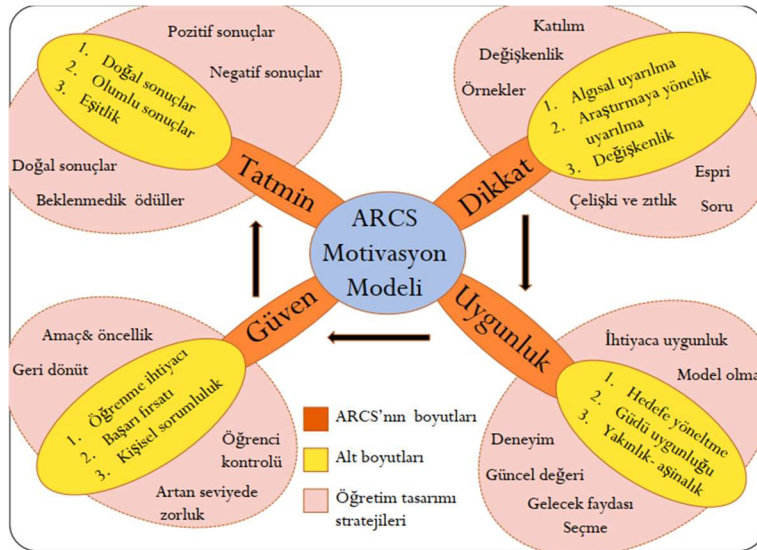 Pozitif sonuçlar
Negatif sonuçlar
1. Doğal sonuçlar
2. Olumlu sonuçlar
3. Eşitlik
Doğal sonuçlar
Beklenmedik ödüller
Tatmin
Katılım
Değişkenlik
Örnekler
1. Algısal uyarılma
2. Araştırmaya yönelik
uyarılma
3. Değişkenlik
Espri
Soru
Çelişki ve zıtlık
Dikkat
ARCS
Motivasyon
Modeli
Güven
Amaç& öncellik
Geri dönüt
1. Öğrenme ihtiyacı
2. Başarı fırsatı
3. Kişisel sorumluluk
Öğrenci
kontrolü
Artan seviyede
zorluk
Uygunluk
İhtiyaca uygunluk
Model olma
1. Hedefe yöneltme
2. Güdü uygunluğu
3. Yakınlık- aşinalık
Deneyim
Güncel değeri
Gelecek faydası
Seçme
ARCS’nın boyutları
Alt boyutları
Öğretim tasarımı
stratejileri